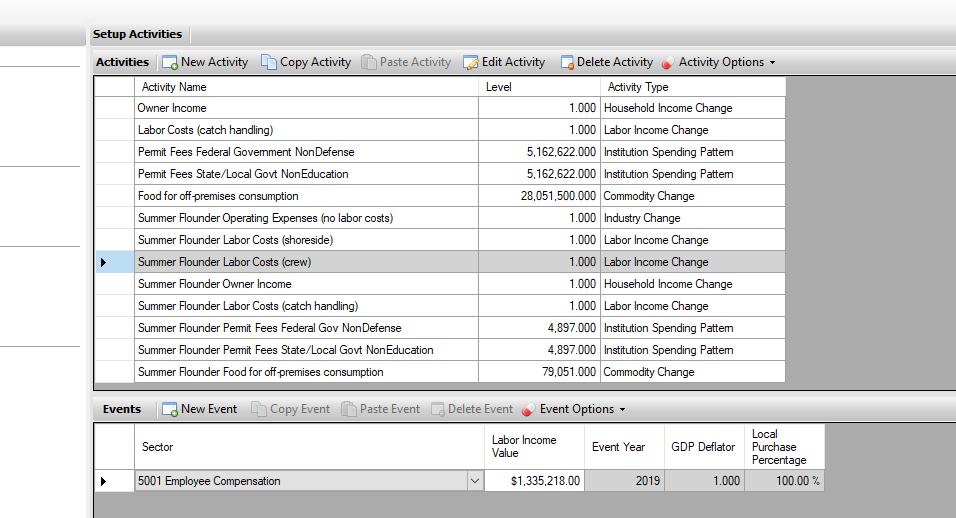 Setup Activities
Activities New Activity Copy Activity Paste Activity Edit Activity Delete Activity Activity Options
Activity Name Level Activity Type
Owner Income 1.000 Household Income Change
Labor Costs (catch handling) 1.000 Labor Income Change
Permit Fees Federal Government NonDefense 5,162,622.000 Institution Spending Pattern
Permit Fees State/Local Govt NonEducation 5,162,622.000 Institution Spending Pattern
Food for off-premises consumption 28,051,500.000 Commodity Change
Summer Flounder Operating Expenses (no labor costs) 1.000 Industry Change
Summer Flounder Labor Costs (shoreside) 1.000 Labor Income Change
Summer Flounder Labor Costs (crew) 1.000 Labor Income Change
Summer Flounder Owner Income 1.000 Household Income Change
Summer Flounder Labor Costs (catch handling) 1.000 Labor Income Change
Summer Flounder Permit Fees Federal Gov NonDefense 4,897.000 Institution Spending Pattern
Summer Flounder Permit Fees State/Local Govt NonEducation 4,897.000 Institution Spending Pattern
Summer Flounder Food for off-premises consumption 79,051.000 Commodity Change
Events New Event Copy Event Paste Event Delete Event Event Options
Sector Labor Income Value Event Year GDP Deflator Local Purchase Percentage
5001 Employee Compensation $1,335,218.00 2019 1.000 100.00 %